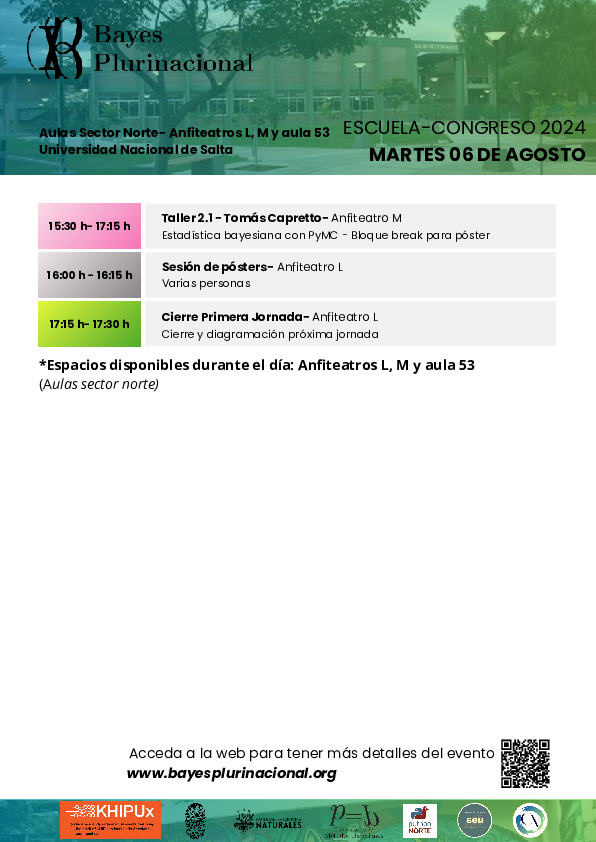 Bayes
Plurinacional
Aulas Sector Norte- Anfiteatros L, M y aula 53
Universidad Nacional de Salta
ESCUELA-CONGRESO 2024
MARTES 06 DE AGOSTO
15:30 h- 17:15 h
Taller 2.1 - Tomás Capretto- Anfiteatro M
Estadística bayesiana con PyMC - Bloque break para póster
16:00 h - 16:15 h
Sesión de pósters- Anfiteatro L
Varias personas
17:15 h- 17:30 h
Cierre Primera Jornada- Anfiteatro L
Cierre y diagramación próxima jornada
*Espacios disponibles durante el día: Anfiteatros L, M y aula 53
(Aulas sector norte)
Acceda a la web para tener más detalles del evento
www.bayesplurinacional.org
KHIPUx
NATURALES
p=b
python
NORTE
seu
CA